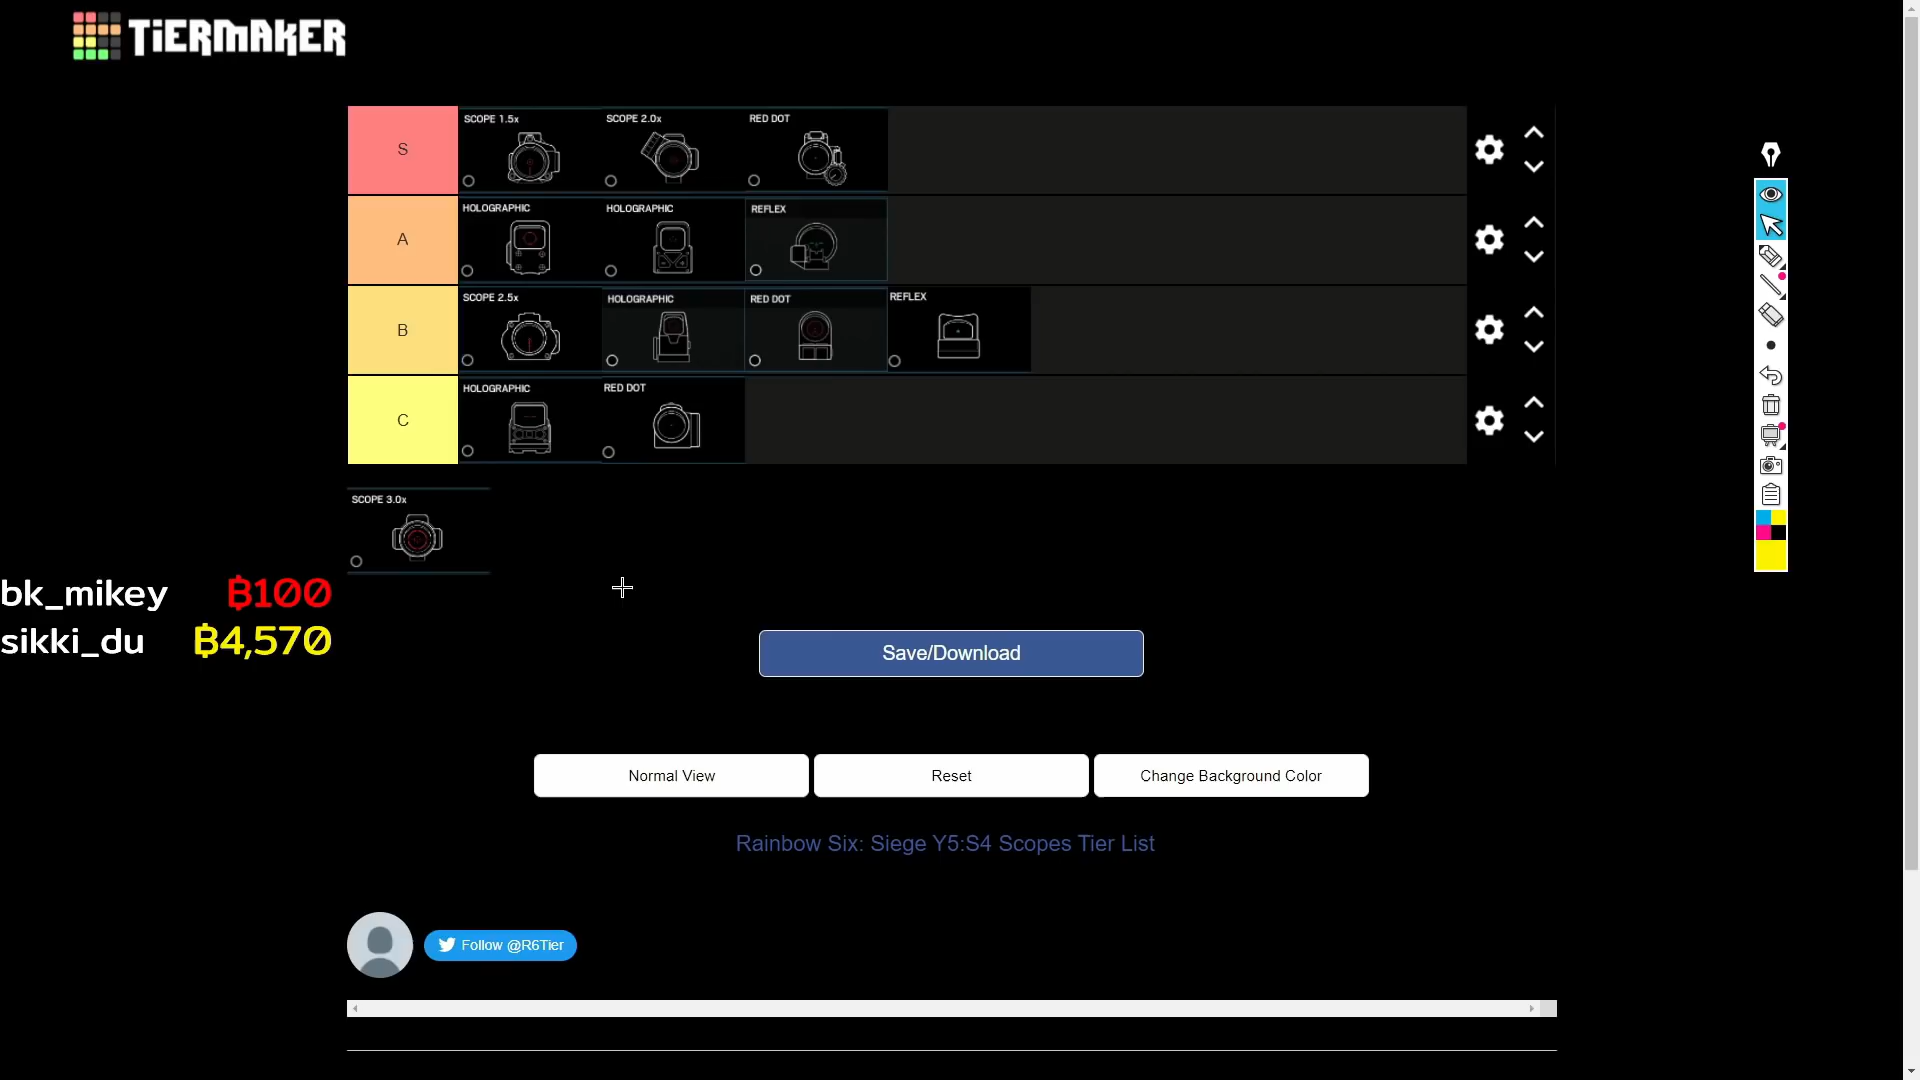 TiERMAKER
S
SCOPE 1.5x
SCOPE 2.0x
RED DOT
A
HOLOGRAPHIC
HOLOGRAPHIC
REFLEX
B
SCOPE 2.5x
HOLOGRAPHIC
RED DOT
REFLEX
C
HOLOGRAPHIC
RED DOT
SCOPE 3.0x
bk_mikey ฿100
sikki_du ฿4,570
Save/Download
Normal View
Reset
Change Background Color
Rainbow Six: Siege Y5:S4 Scopes Tier List
Follow @R6Tier